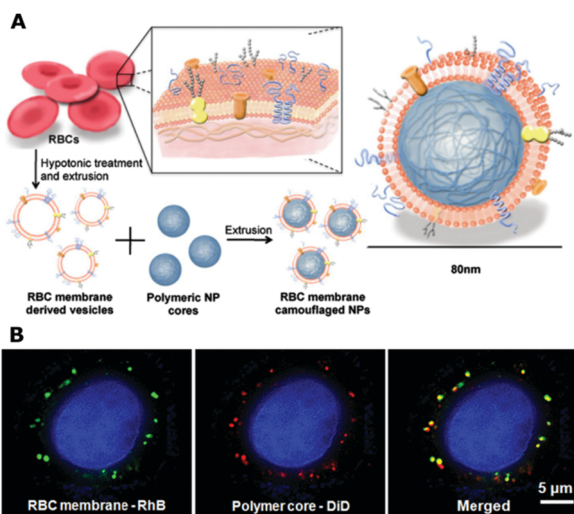 A
RBCs
Hypotonic treatment
and extrusion
Extrusion
RBC membrane
derived vesicles
Polymeric NP
cores
RBC membrane
camouflaged NPs
80nm
B
RBC membrane - RhB
Polymer core - DiD
Merged
5 µm